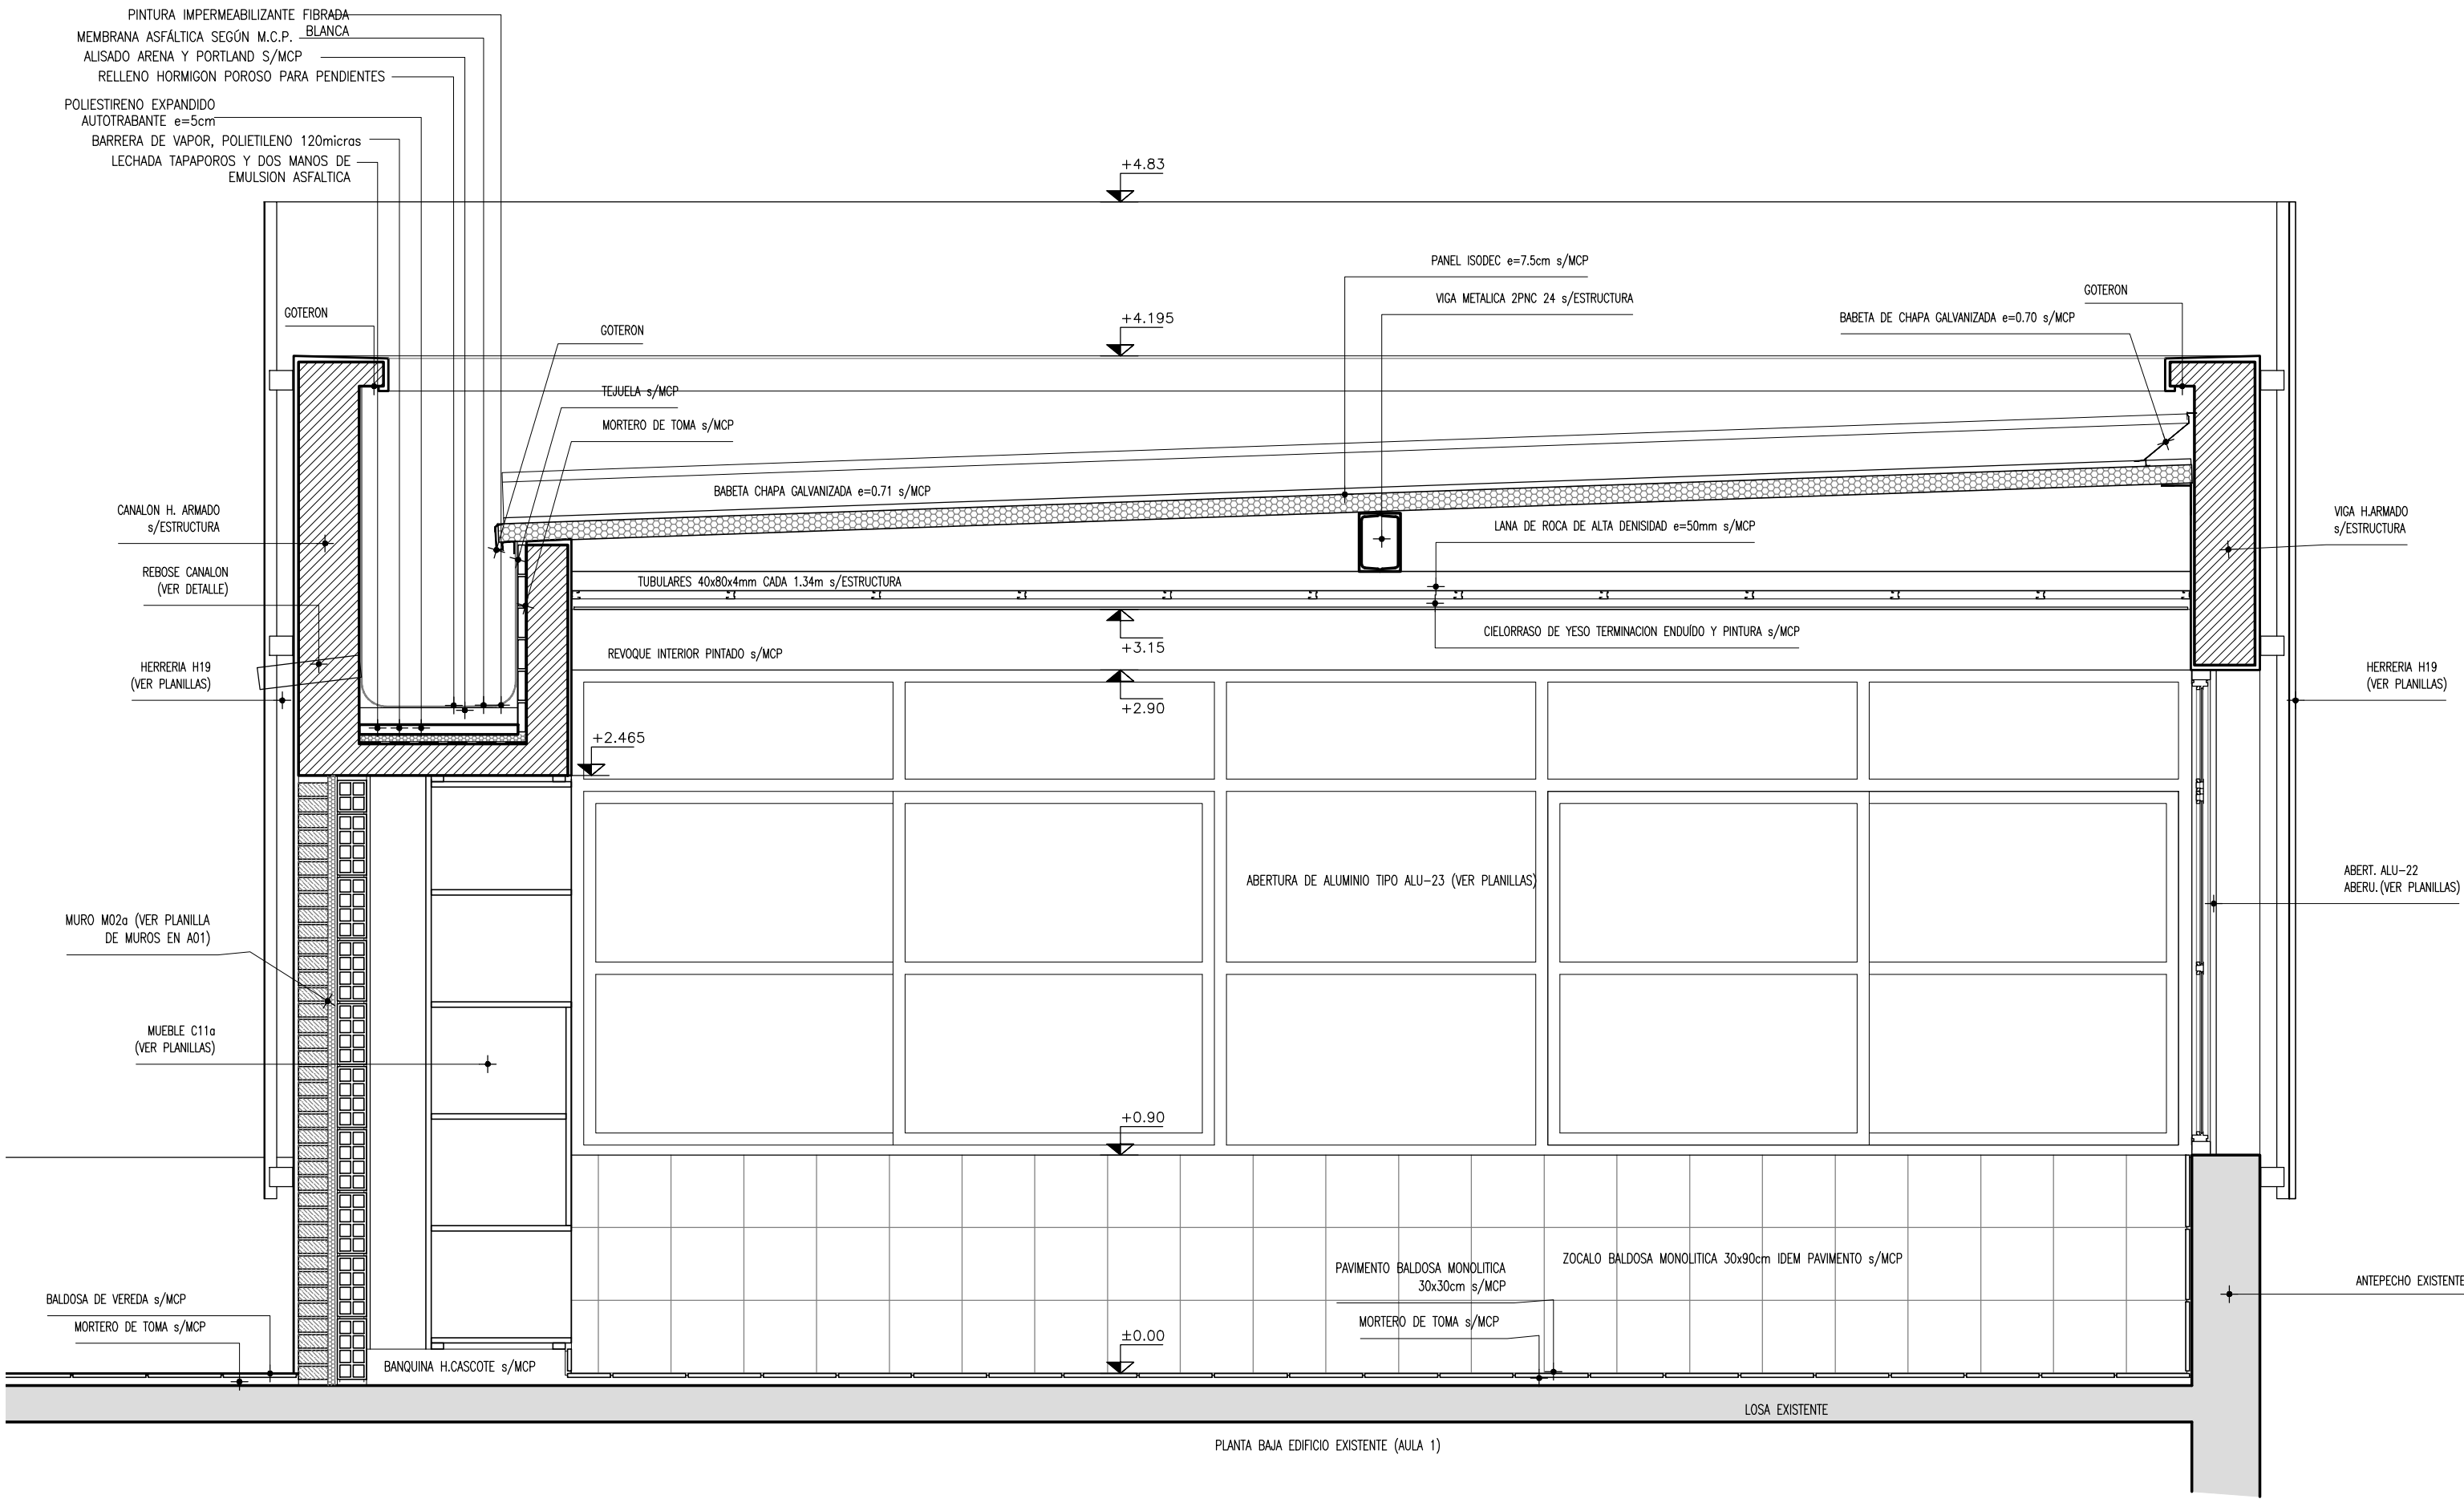 PINTURA IMPERMEABILIZANTE FIBRADA
BLANCA
MEMBRANA ASFÁLTICA SEGÚN M.C.P.
ALISADO ARENA Y PORTLAND S/MCP
RELLENO HORMIGON POROSO PARA PENDIENTES
POLIESTIRENO EXPANDIDO
AUTOTRABANTE e=5cm
BARRERA DE VAPOR, POLIETILENO 120micras
LECHADA TAPAPOROS Y DOS MANOS DE
EMULSION ASFALTICA
+4.83
PANEL ISODEC e=7.5cm s/MCP
VIGA METALICA 2PNC 24 s/ESTRUCTURA
GOTERON
BABETA DE CHAPA GALVANIZADA e=0.70 s/MCP
GOTERON
GOTERON
+4.195
TEJUELA s/MCP
MORTERO DE TOMA s/MCP
BABETA CHAPA GALVANIZADA e=0.71 s/MCP
CANALON H. ARMADO
s/ESTRUCTURA
LANA DE ROCA DE ALTA DENISIDAD e=50mm s/MCP
VIGA H.ARMADO
s/ESTRUCTURA
REBOSE CANALON
(VER DETALLE)
TUBULARES 40x80x4mm CADA 1.34m s/ESTRUCTURA
CIELORRASO DE YESO TERMINACION ENDUÍDO Y PINTURA s/MCP
+3.15
REVOQUE INTERIOR PINTADO s/MCP
HERRERIA H19
(VER PLANILLAS)
HERRERIA H19
(VER PLANILLAS)
+2.90
+2.465
ABERTURA DE ALUMINIO TIPO ALU-23 (VER PLANILLAS)
ABERT. ALU-22
ABERU.(VER PLANILLAS)
MURO M02a (VER PLANILLA
DE MUROS EN A01)
MUEBLE C11a
(VER PLANILLAS)
+0.90
ZOCALO BALDOSA MONOLITICA 30x90cm IDEM PAVIMENTO s/MCP
PAVIMENTO BALDOSA MONOLITICA
30x30cm s/MCP
ANTEPECHO EXISTENTE
BALDOSA DE VEREDA s/MCP
MORTERO DE TOMA s/MCP
MORTERO DE TOMA s/MCP
±0.00
BANQUINA H.CASCOTE s/MCP
LOSA EXISTENTE
PLANTA BAJA EDIFICIO EXISTENTE (AULA 1)